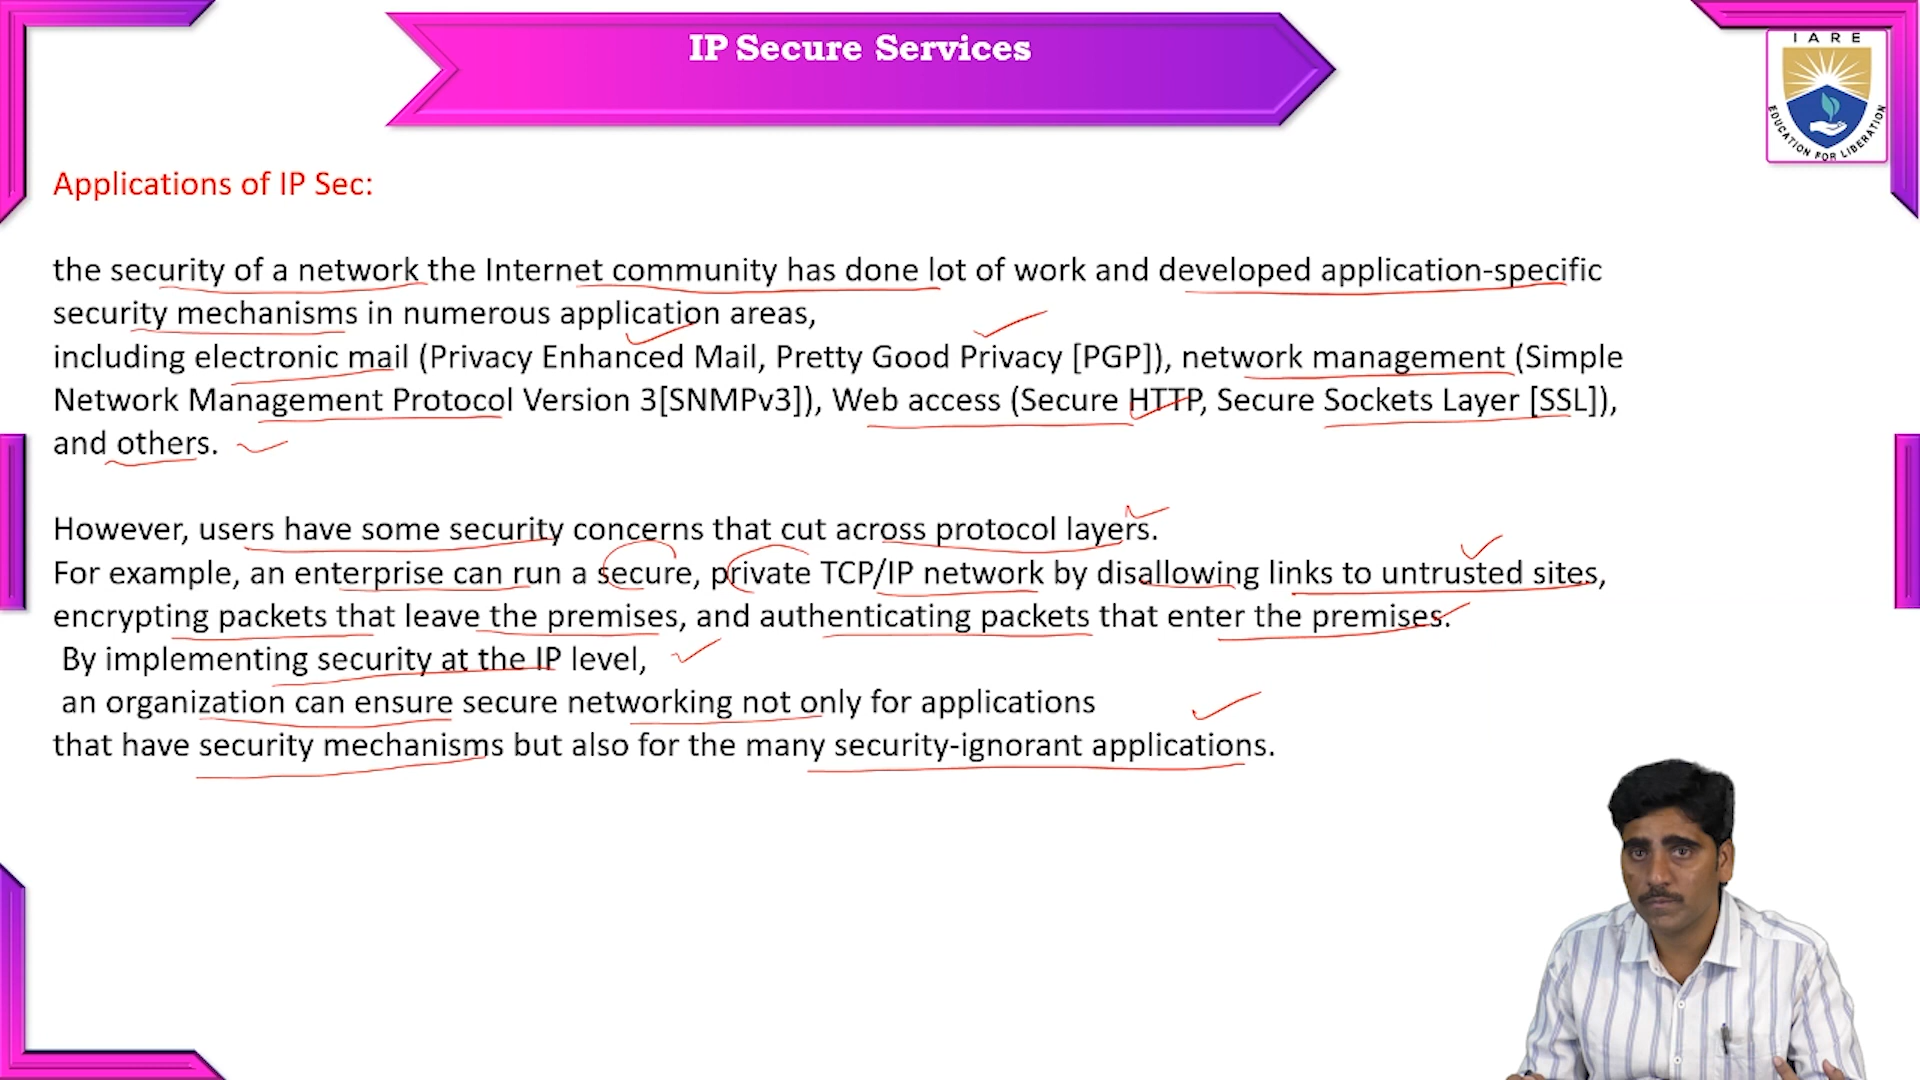 IP Secure Services
IARE
EDUCATION FOR LIBERATION
Applications of IP Sec:
the security of a network the Internet community has done lot of work and developed application-specific
security mechanisms in numerous application areas,
including electronic mail (Privacy Enhanced Mail, Pretty Good Privacy [PGP]), network management (Simple
Network Management Protocol Version 3[SNMPv3]), Web access (Secure HTTP, Secure Sockets Layer [SSL]),
and others.
However, users have some security concerns that cut across protocol layers.
For example, an enterprise can run a secure, private TCP/IP network by disallowing links to untrusted sites,
encrypting packets that leave the premises, and authenticating packets that enter the premises.
By implementing security at the IP level,
an organization can ensure secure networking not only for applications
that have security mechanisms but also for the many security-ignorant applications.